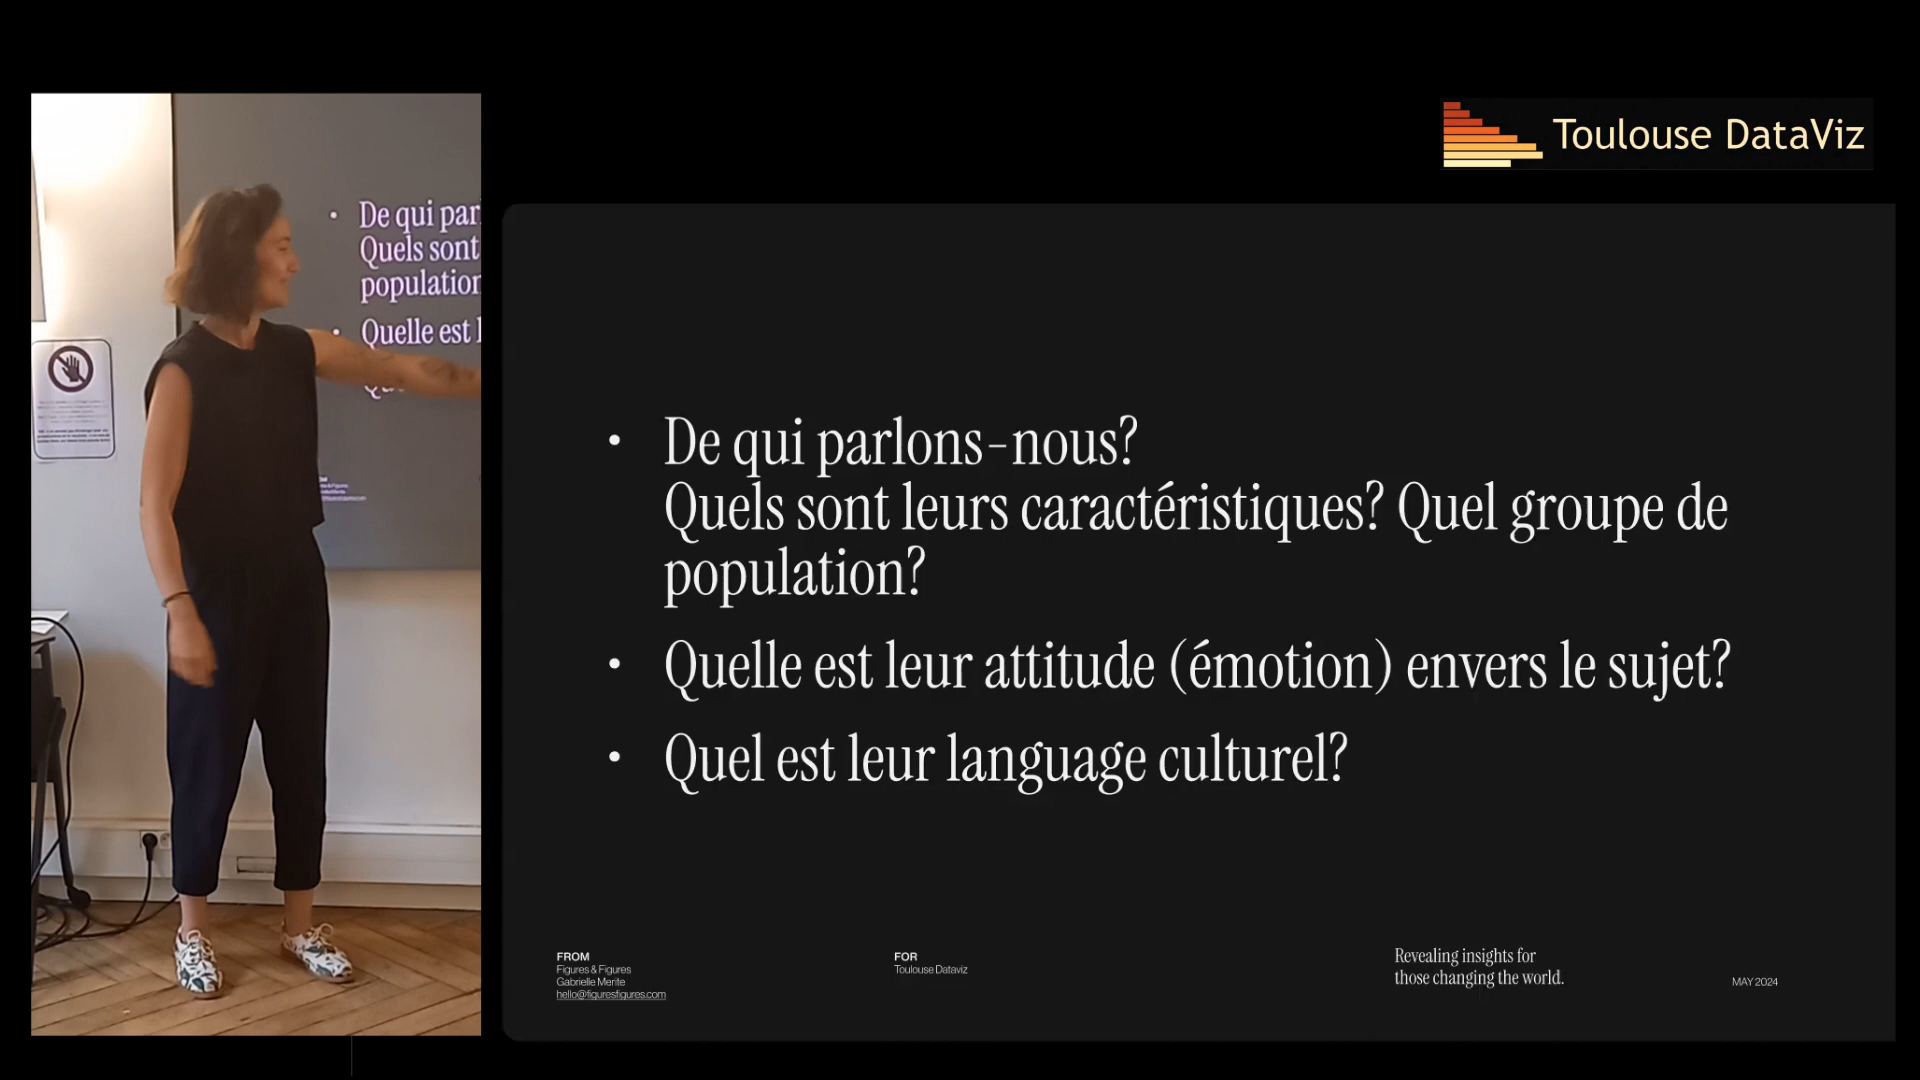 Toulouse DataViz
De qui par
Quels sont
population
Quelle est l
• De qui parlons-nous?
Quels sont leurs caractéristiques? Quel groupe de
population?
• Quelle est leur attitude (émotion) envers le sujet?
• Quel est leur language culturel?
FROM
Figures & Figures
Gabrielle Merite
hello@figuresfigures.com
FOR
Toulouse Dataviz
Revealing insights for
those changing the world.
MAY 2024